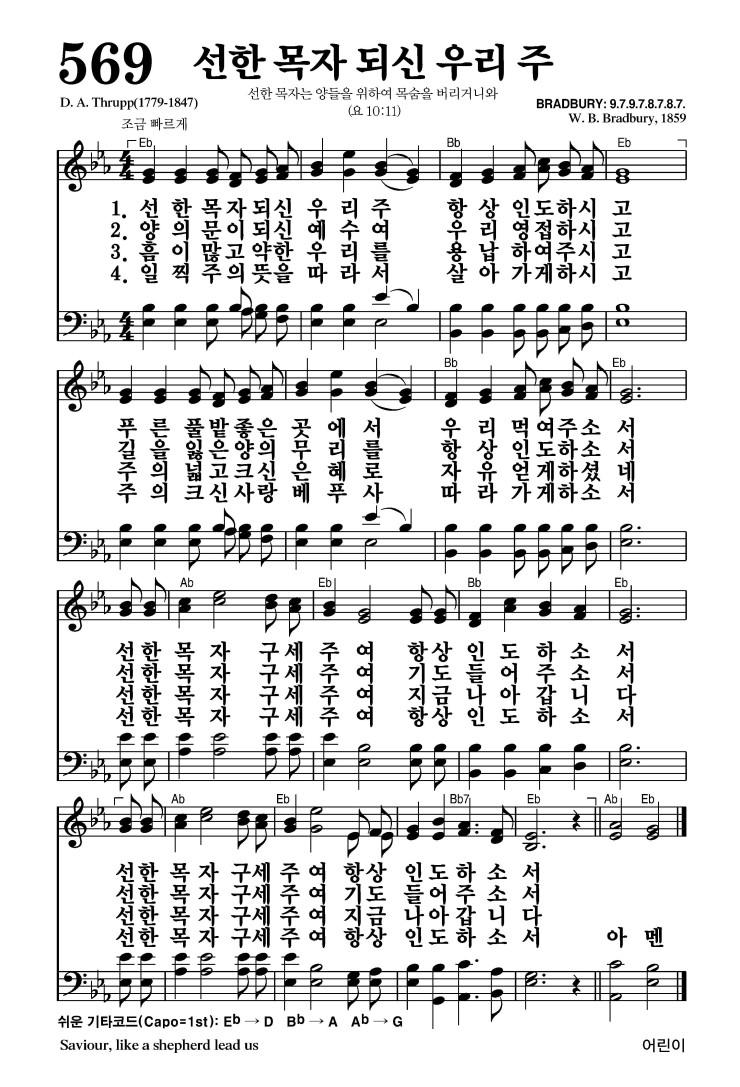 569 선한 목자 되신 우리 주
선한 목자는 양들을 위하여 목숨을 버리거니와
(요 10:11)
D. A. Thrupp(1779-1847)
BRADBURY: 9.7.9.7.8.7.8.7.
W. B. Bradbury, 1859
조금 빠르게
Eb Bb Eb
1. 선 한 목 자 되 신 우 리 주 항 상 인 도 하 시 고
2. 양 의 문 이 되 신 예 수 여 우 리 영 접 하 시 고
3. 흠 이 많 고 약 한 우 리 를 용 납 하 여 주 시 고
4. 일 찍 주 의 뜻 을 따 라 서 살 아 가 게 하 시 고
Bb Eb
푸 른 풀 밭 좋 은 곳 에 서 우 리 먹 여 주 소 서
길 을 잃 은 양 의 무 리 를 항 상 인 도 하 소 서
주 의 넓 고 크 신 은 혜 로 자 유 얻 게 하 셨 네
주 의 크 신 사 랑 베 푸 사 따 라 가 게 하 소 서
Ab Eb Bb Eb
선 한 목 자 구 세 주 여 항 상 인 도 하 소 서
선 한 목 자 구 세 주 여 기 도 들 어 주 소 서
선 한 목 자 구 세 주 여 지 금 나 아 갑 니 다
선 한 목 자 구 세 주 여 항 상 인 도 하 소 서
Ab Eb Bb7 Eb Ab Eb
선 한 목 자 구 세 주 여 항 상 인 도 하 소 서
선 한 목 자 구 세 주 여 기 도 들 어 주 소 서
선 한 목 자 구 세 주 여 지 금 나 아 갑 니 다
선 한 목 자 구 세 주 여 항 상 인 도 하 소 서 아 멘
쉬운 기타코드(Capo=1st): Eb → D Bb → A Ab → G
Saviour, like a shepherd lead us
어린이